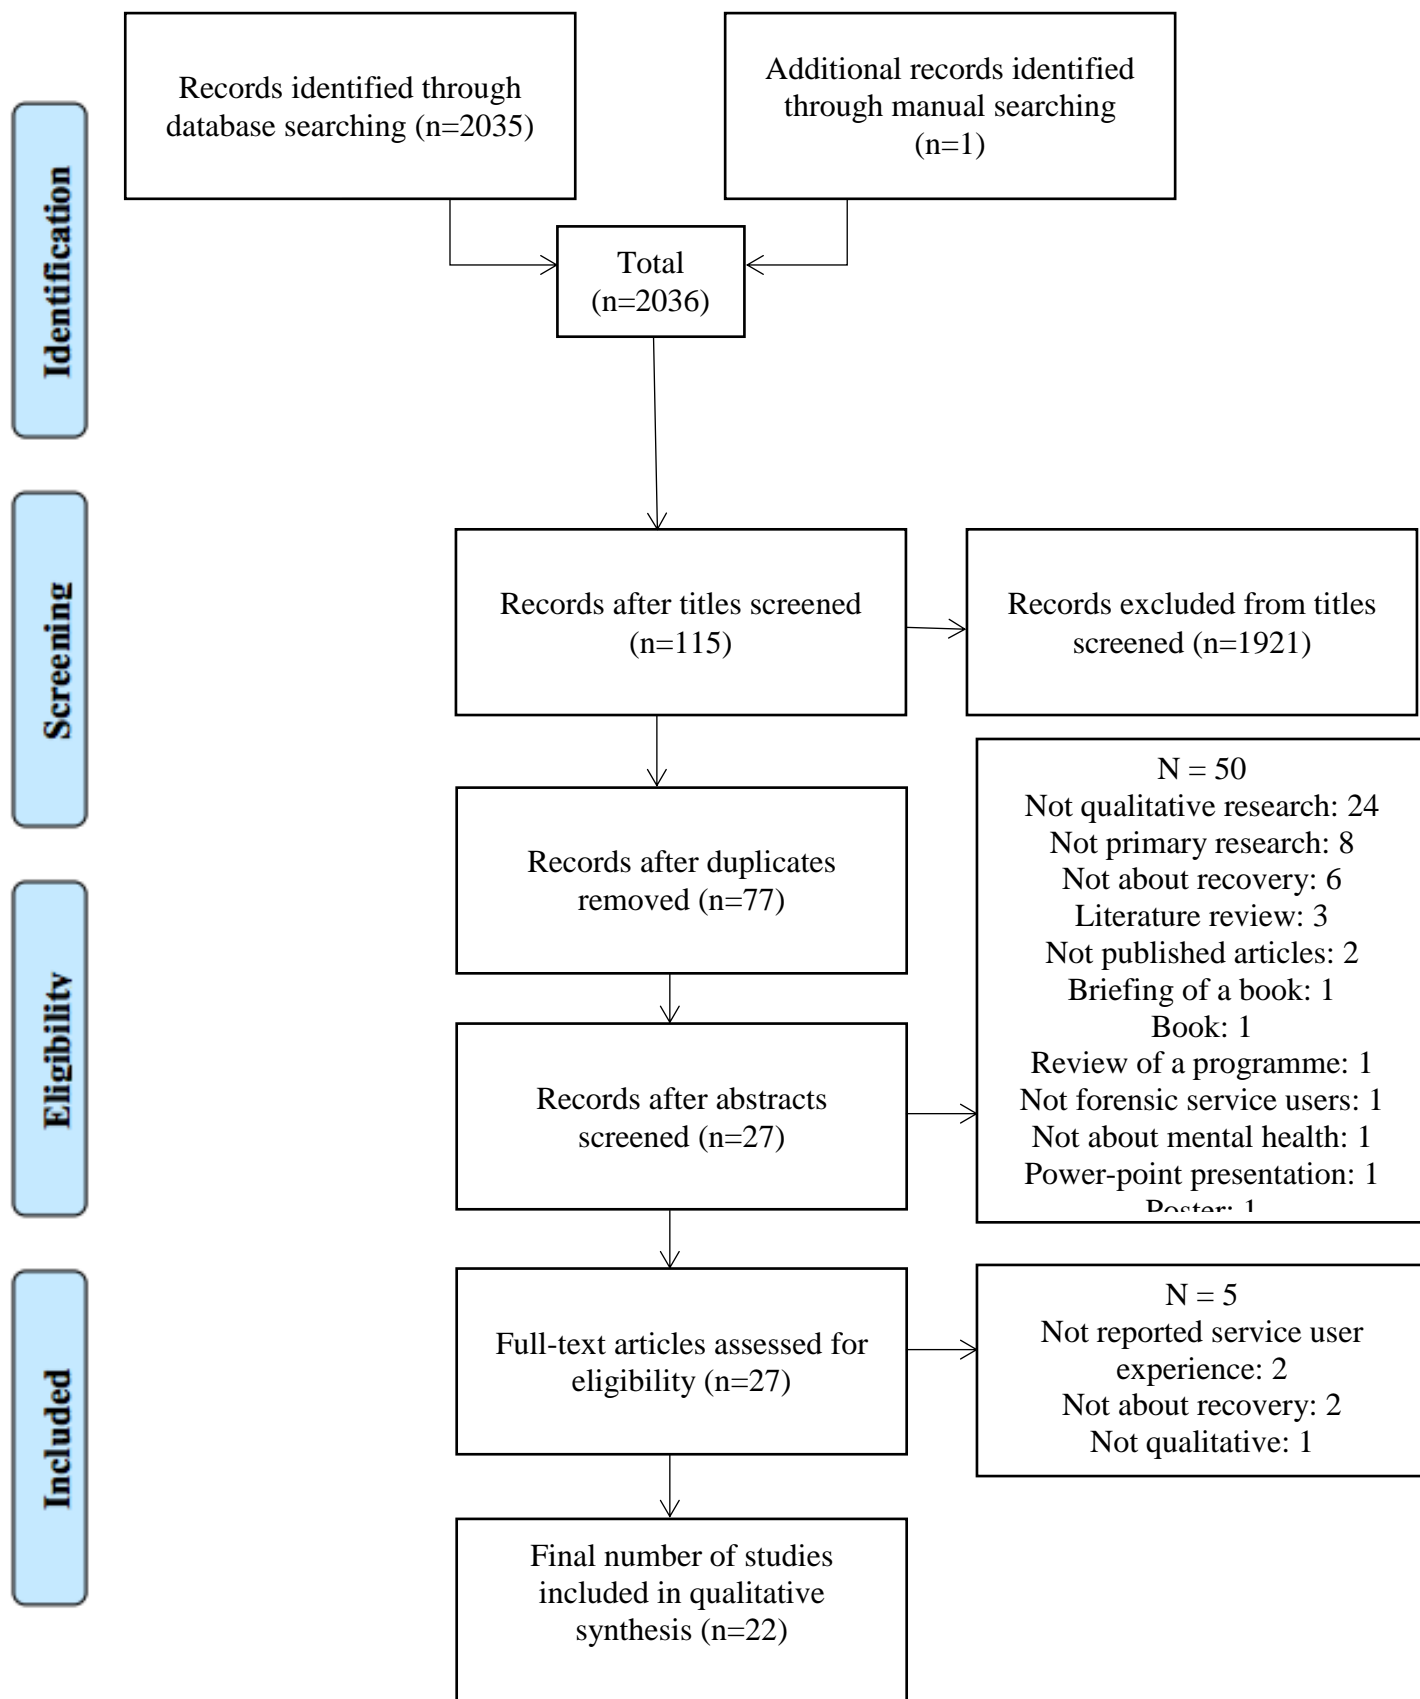 Records identified through
database searching (n=2035)
Additional records identified
through manual searching
(n=1)
Total
(n=2036)
Identification
Records after titles screened
(n=115)
Records excluded from titles
screened (n=1921)
Screening
Records after duplicates
removed (n=77)
N = 50
Not qualitative research: 24
Not primary research: 8
Not about recovery: 6
Literature review: 3
Not published articles: 2
Briefing of a book: 1
Book: 1
Review of a programme: 1
Not forensic service users: 1
Not about mental health: 1
Power-point presentation: 1
Poster: 1
Eligibility
Records after abstracts
screened (n=27)
Full-text articles assessed for
eligibility (n=27)
N = 5
Not reported service user
experience: 2
Not about recovery: 2
Not qualitative: 1
Included
Final number of studies
included in qualitative
synthesis (n=22)